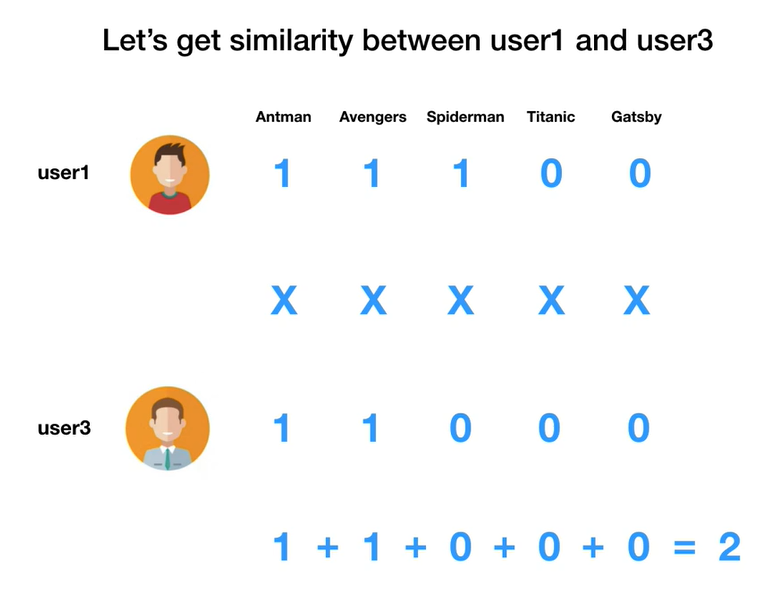 Let's get similarity between user1 and user3
Antman Avengers Spiderman Titanic Gatsby
user1 1 1 1 0 0
X X X X X
user3 1 1 0 0 0
1 + 1 + 0 + 0 + 0 = 2